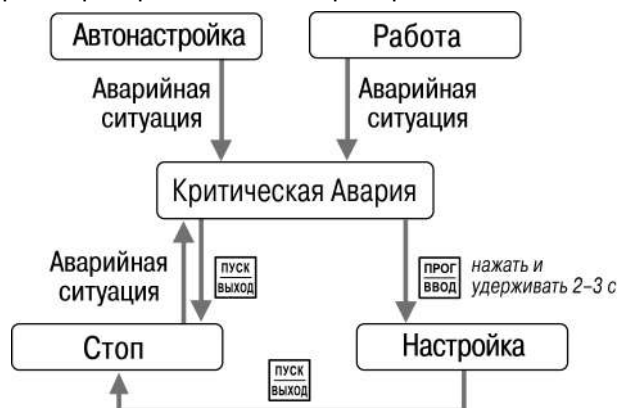 Автонастройка
Работа
Аварийная
ситуация
Аварийная
ситуация
Критическая Авария
Аварийная
ситуация
ПУСК
ВЫХОД
ПРОГ
ВВОД
нажать и
удерживать 2–3 с
Стоп
Настройка
ПУСК
ВЫХОД